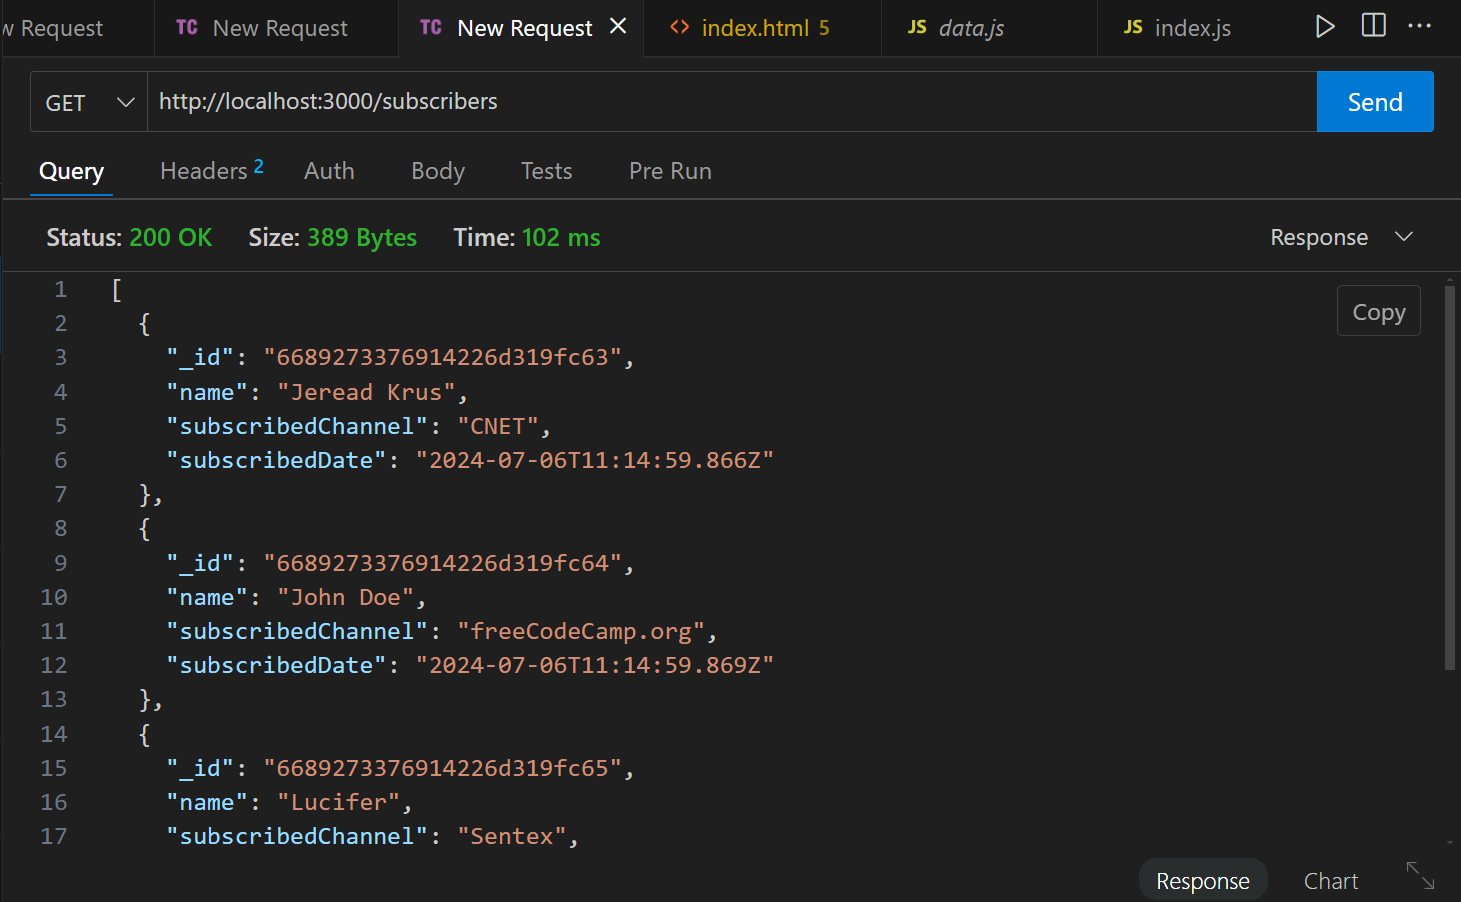 w Request TC New Request TC New Request × <> index.html 5 JS data.js JS index.js ···
GET http://localhost:3000/subscribers Send
Query Headers 2 Auth Body Tests Pre Run
Status: 200 OK Size: 389 Bytes Time: 102 ms Response
1 [
Copy
2 {
3 "_id": "6689273376914226d319fc63",
4 "name": "Jeread Krus",
5 "subscribedChannel": "CNET",
6 "subscribedDate": "2024-07-06T11:14:59.866Z"
7 },
8 {
9 "_id": "6689273376914226d319fc64",
10 "name": "John Doe",
11 "subscribedChannel": "freeCodeCamp.org",
12 "subscribedDate": "2024-07-06T11:14:59.869Z"
13 },
14 {
15 "_id": "6689273376914226d319fc65",
16 "name": "Lucifer",
17 "subscribedChannel": "Sentex",
Response Chart